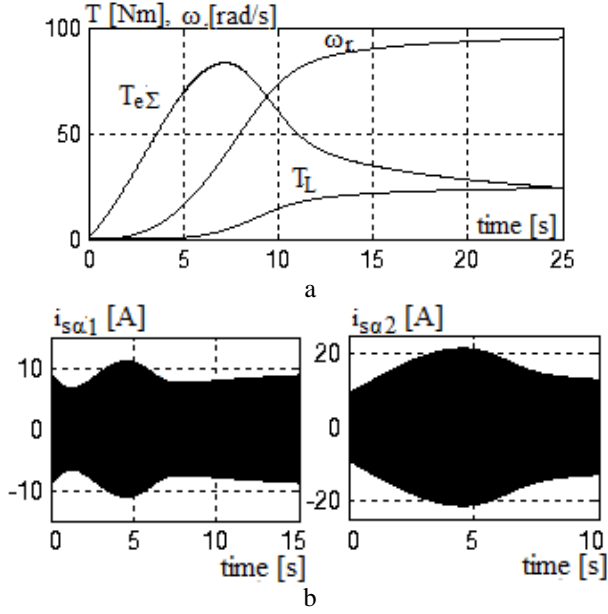 T [Nm], ω [rad/s]
100
ωr
TeΣ
50
TL
0
time [s]
0 5 10 15 20 25
a
isα1 [A] isα2 [A]
10 20
0 0
-10 -20
0 5 10 15 0 5 10
time [s] time [s]
b